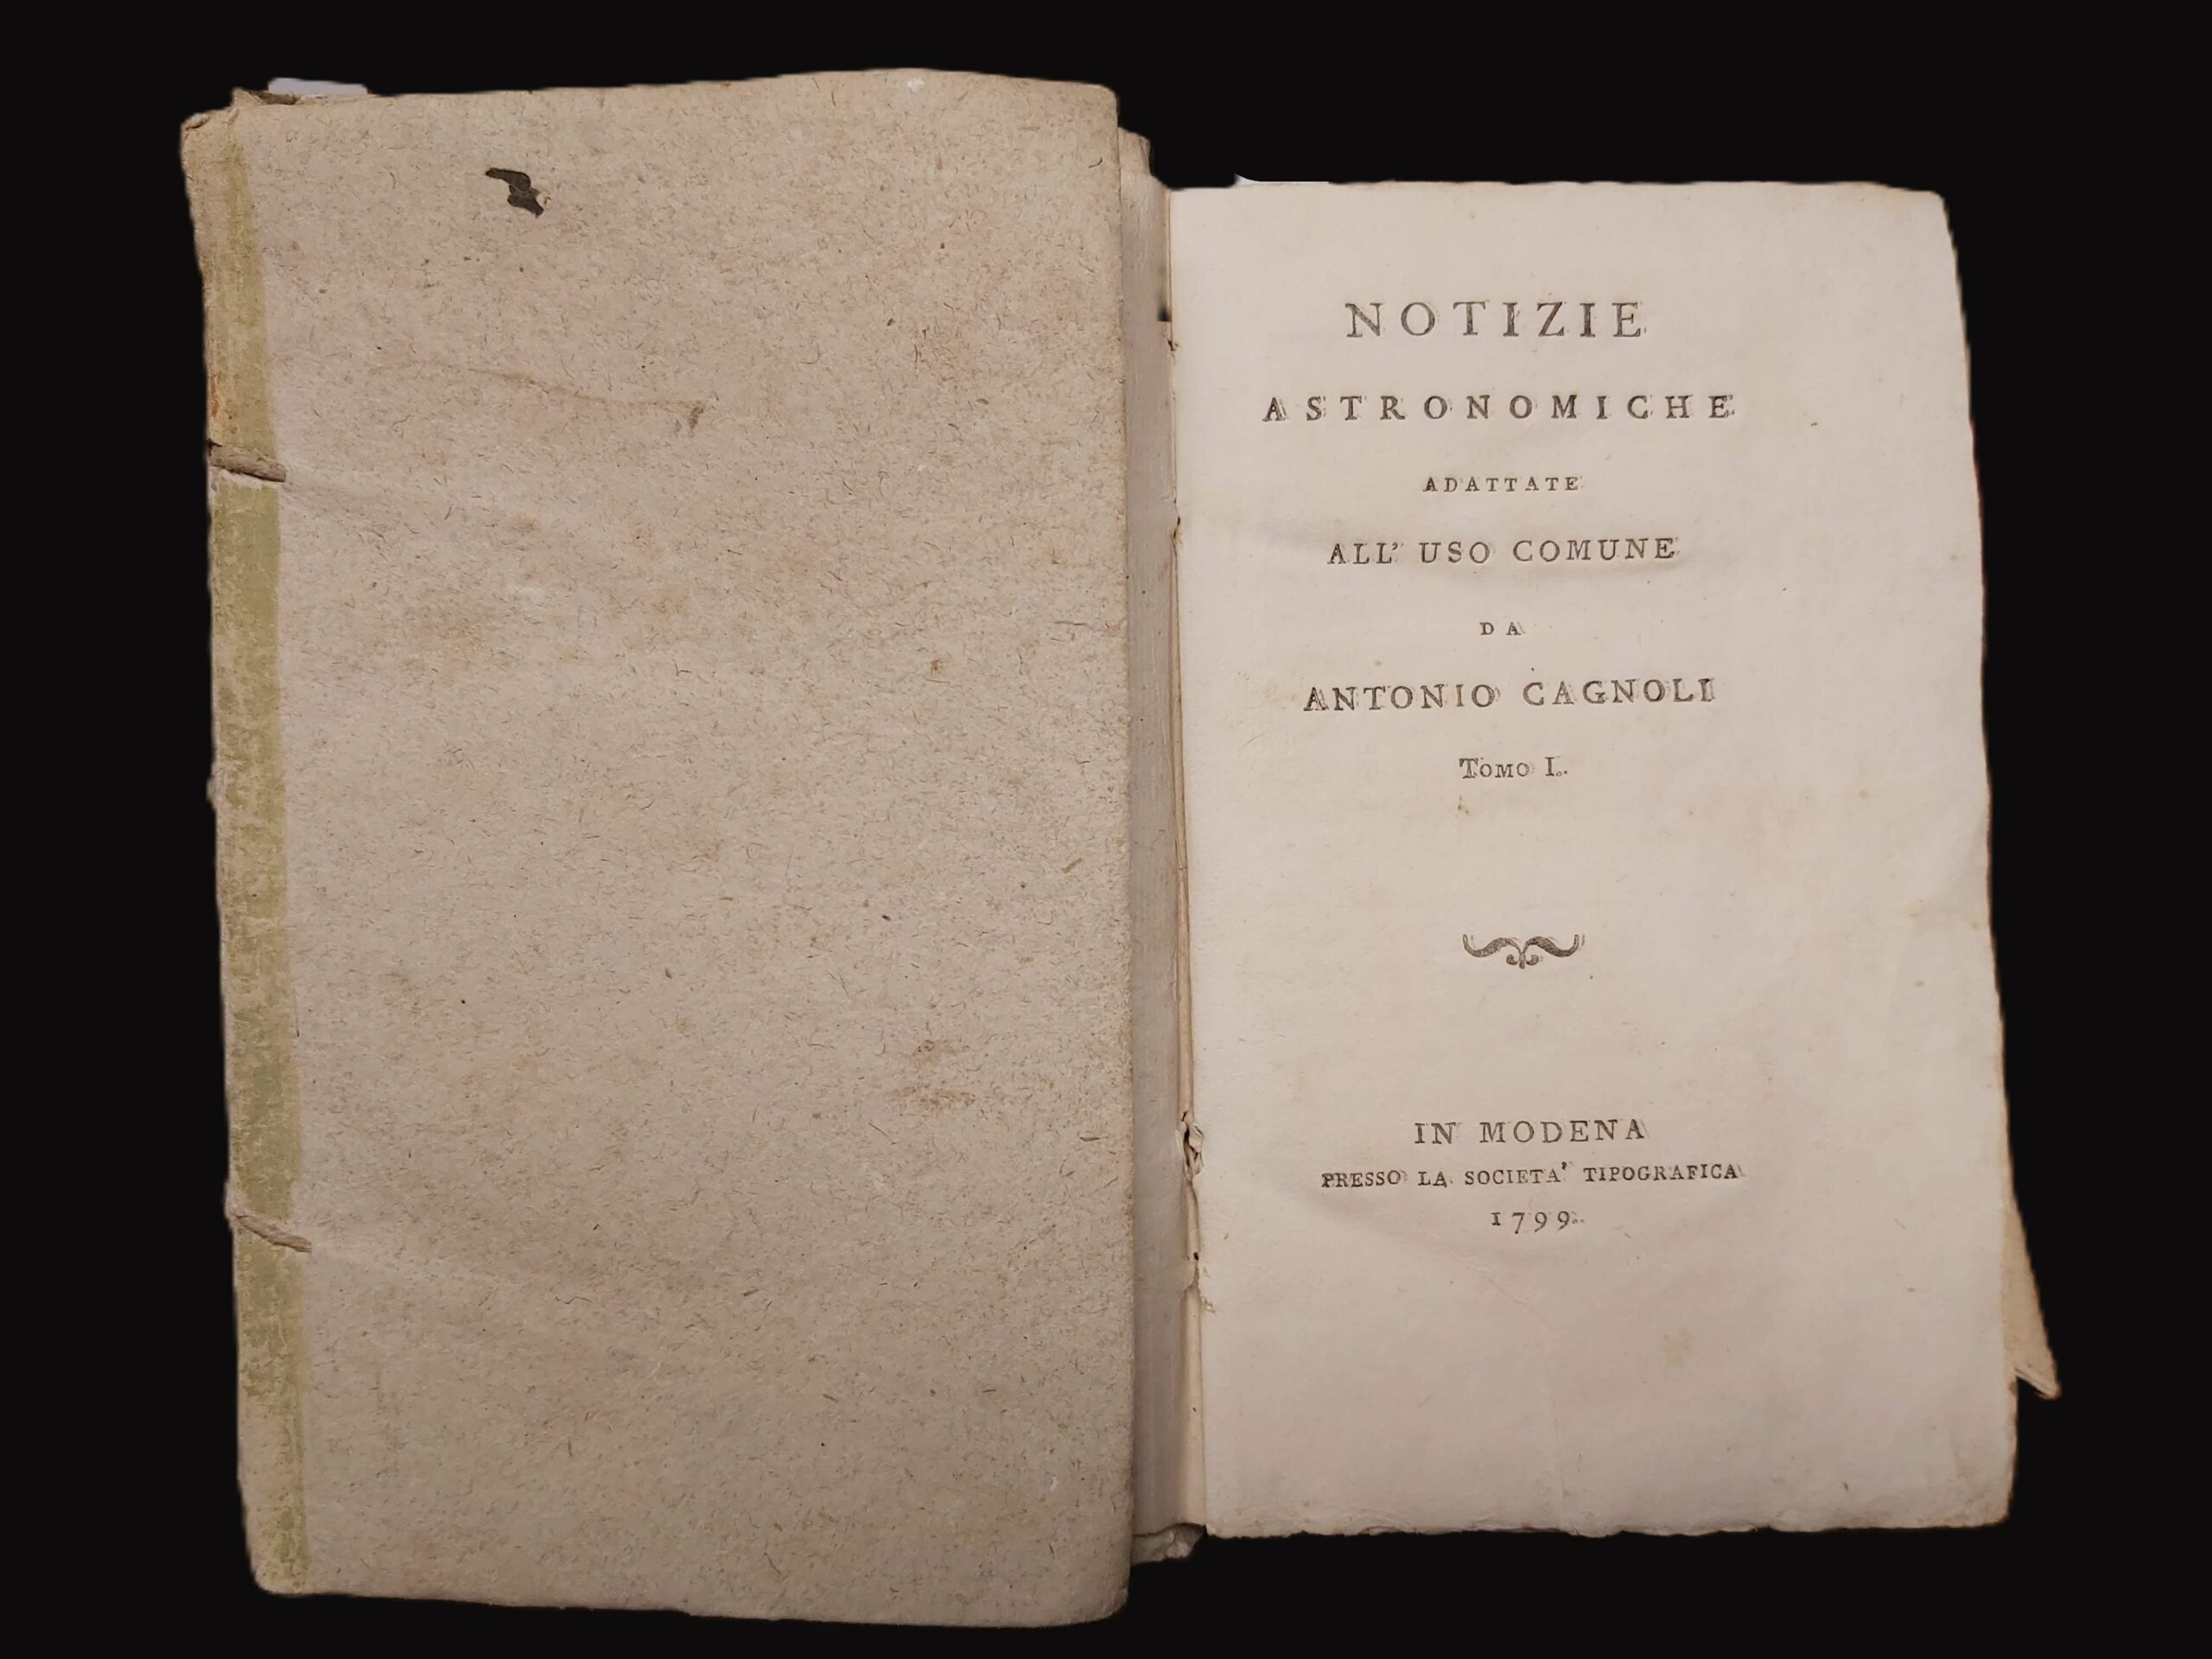 NOTIZIE
ASTRONOMICHE
ADATTATE
ALL' USO COMUNE
DA
ANTONIO CAGNOLI
TOMO I.
IN MODENA
PRESSO LA SOCIETA' TIPOGRAFICA
1799.